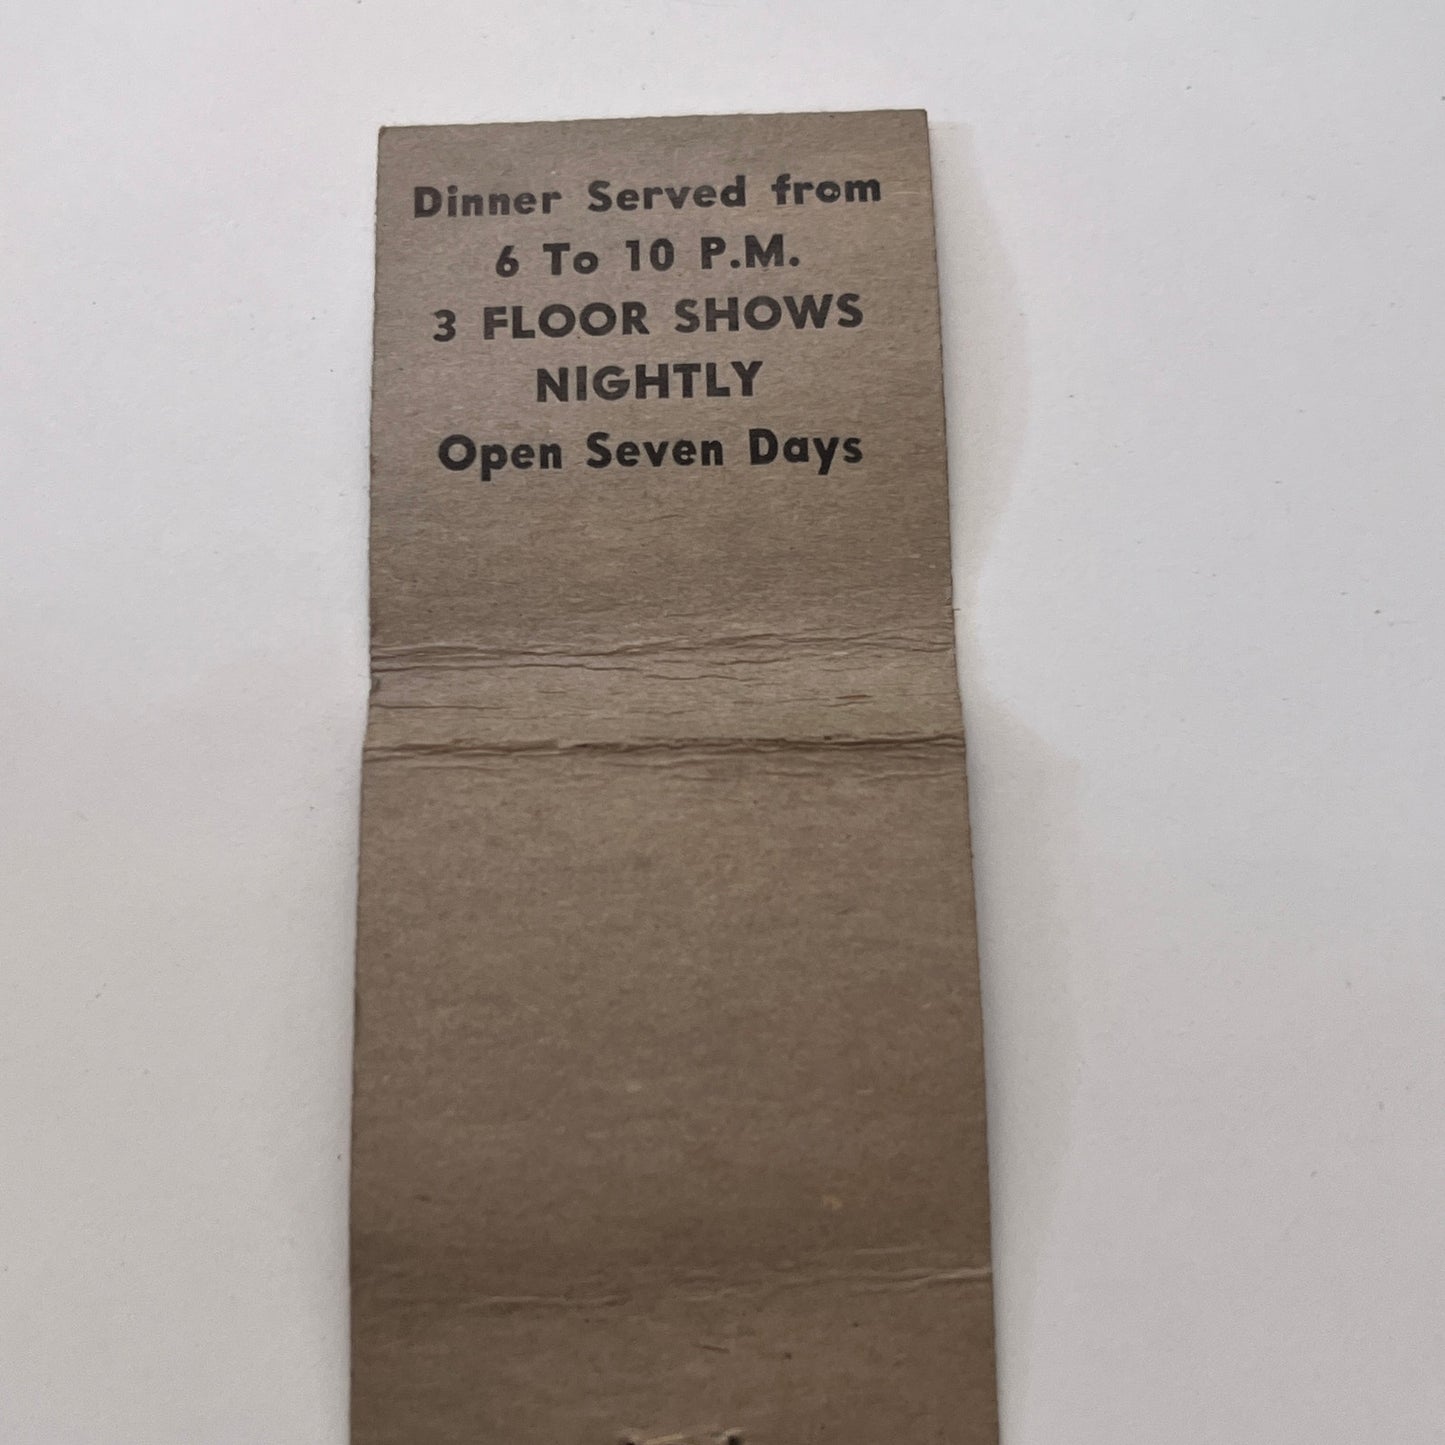 Dinner Served from
6 To 10 P.M.
3 FLOOR SHOWS
NIGHTLY
Open Seven Days